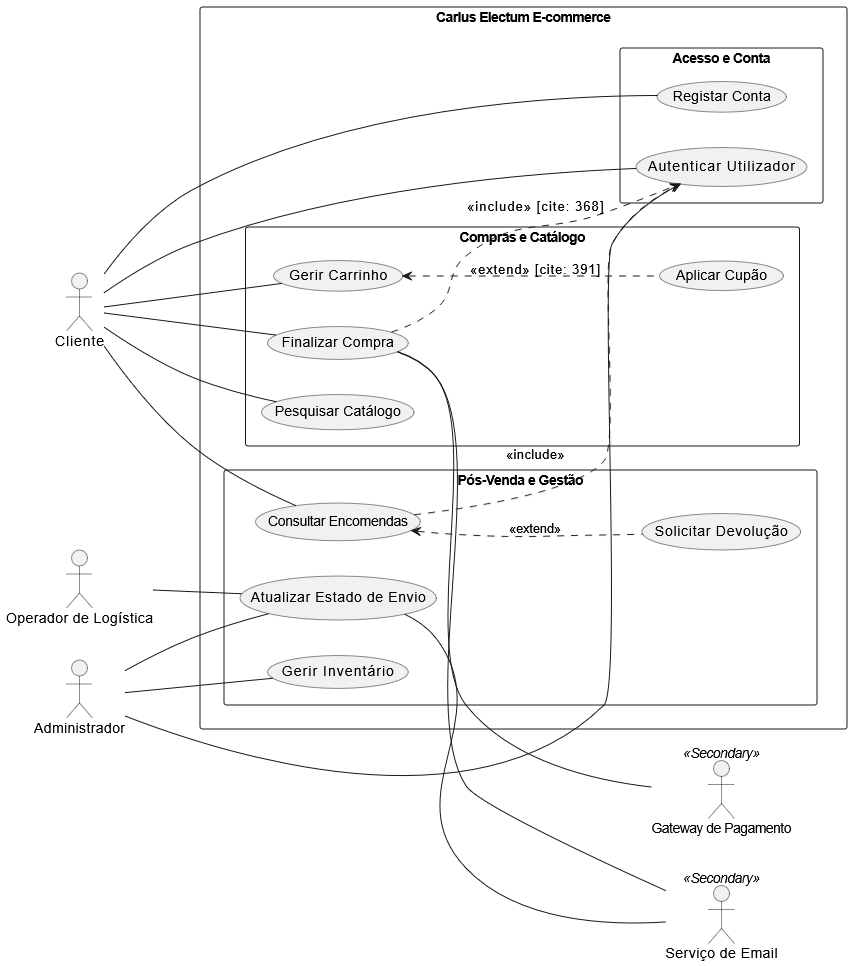 Carlus Electum E-commerce
Acesso e Conta
Registar Conta
Autenticar Utilizador
«include» [cite: 368]
Compras e Catálogo
Gerir Carrinho
«extend» [cite: 391]
Aplicar Cupão
Cliente
Finalizar Compra
Pesquisar Catálogo
«include»
Pós-Venda e Gestão
Consultar Encomendas
«extend»
Solicitar Devolução
Operador de Logística
Atualizar Estado de Envio
Gerir Inventário
Administrador
«Secondary»
Gateway de Pagamento
«Secondary»
Serviço de Email